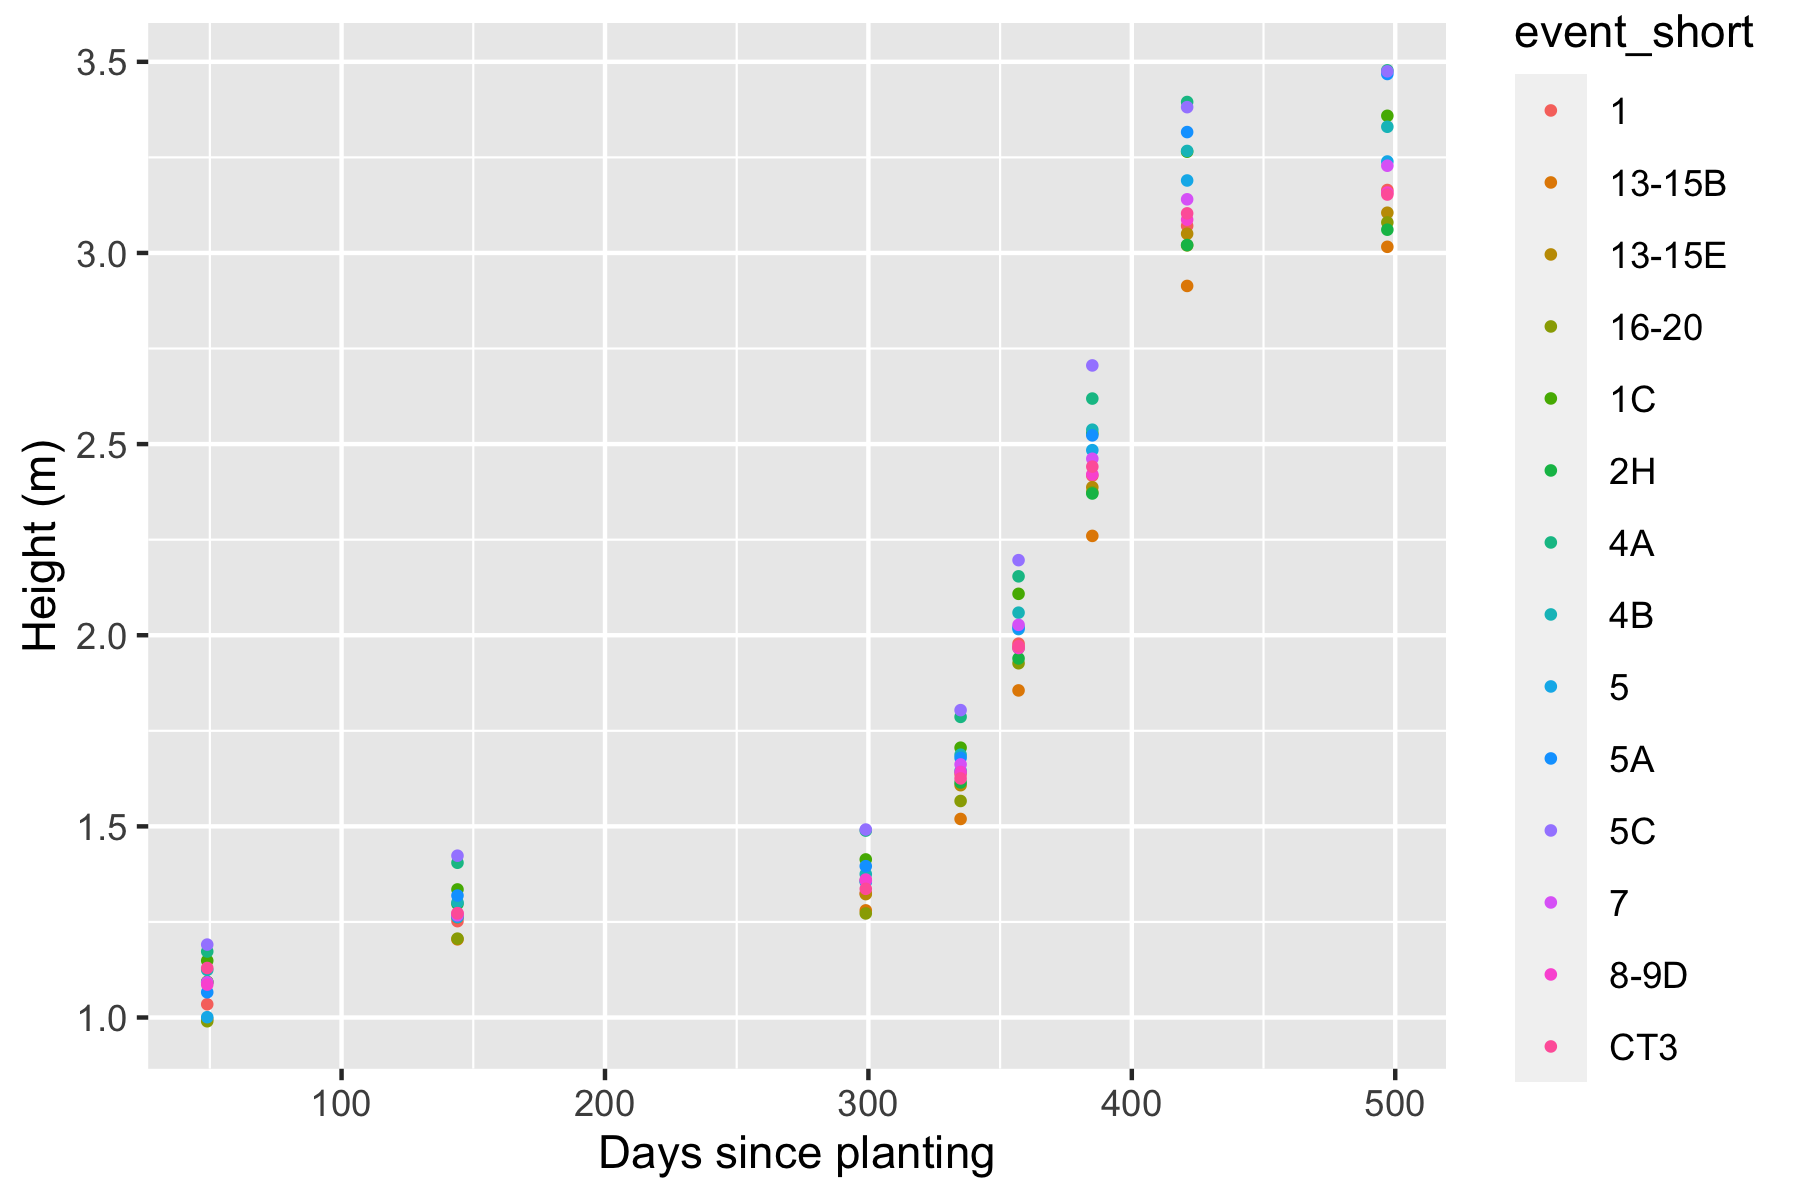 event_short
3.5
3.0
2.5
2.0
1.5
1.0
Height (m)
100 200 300 400 500
Days since planting
1
13-15B
13-15E
16-20
1C
2H
4A
4B
5
5A
5C
7
8-9D
CT3